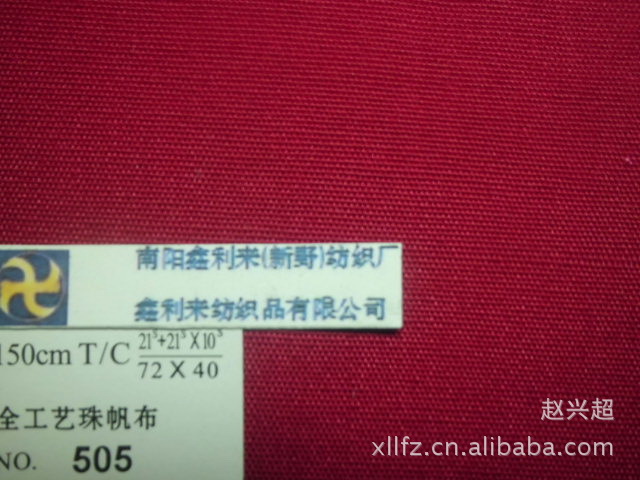 南阳鑫利来(新野)纺织厂
鑫利来纺织品有限公司
150cm T/C 21ˢ+21ˢ×10ˢ
72×40
全工艺珠帆布
NO. 505
赵兴超
xllfz.cn.alibaba.com